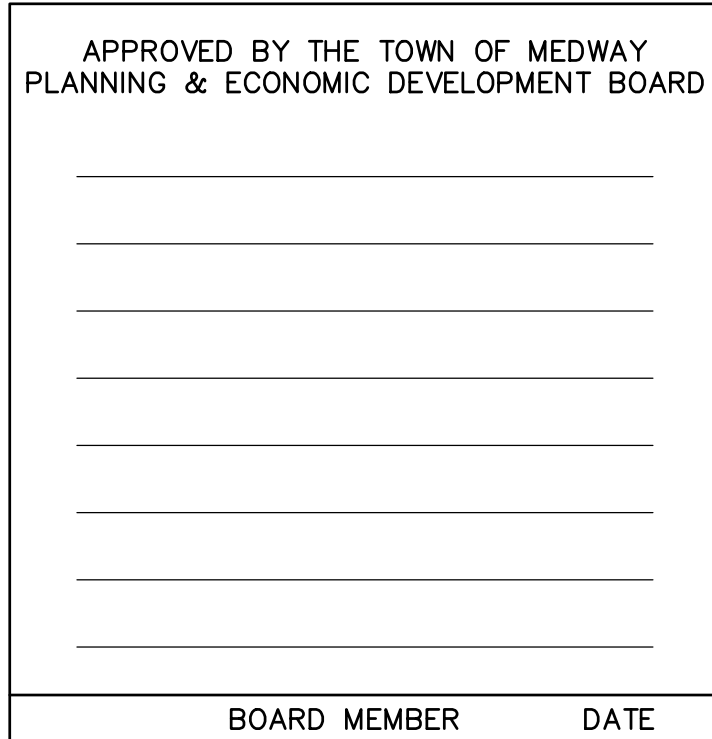 APPROVED BY THE TOWN OF MEDWAY
PLANNING & ECONOMIC DEVELOPMENT BOARD
BOARD MEMBER DATE